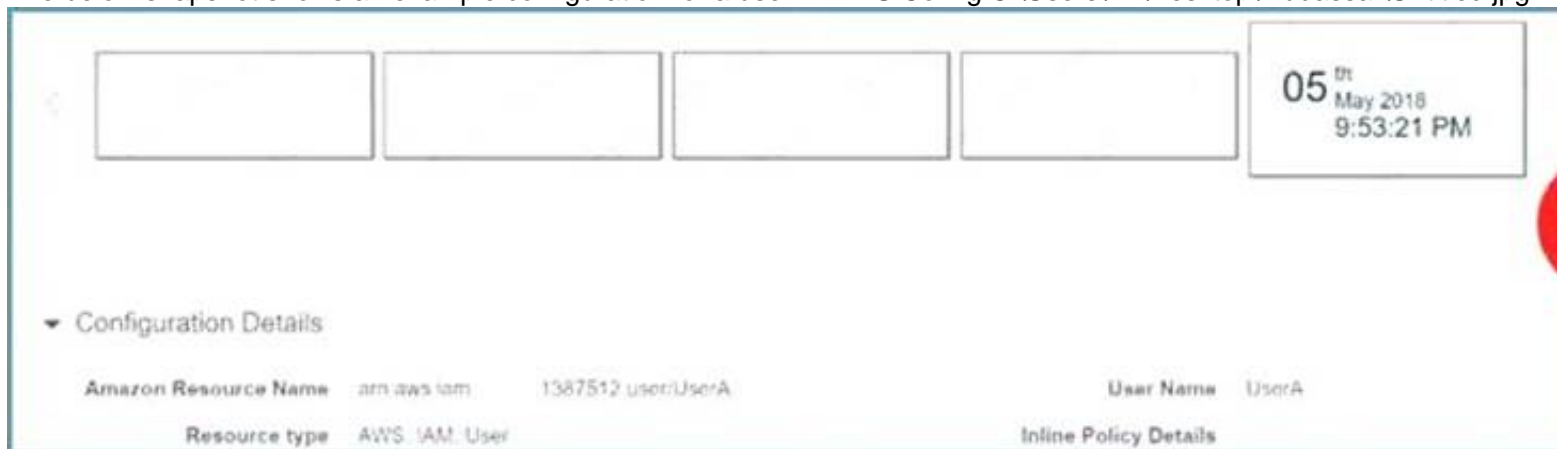 05 th
May 2018
9:53:21 PM
Configuration Details
Amazon Resource Name arn aws iam 1387512 user/UserA User Name UserA
Resource type AWS IAM User Inline Policy Details